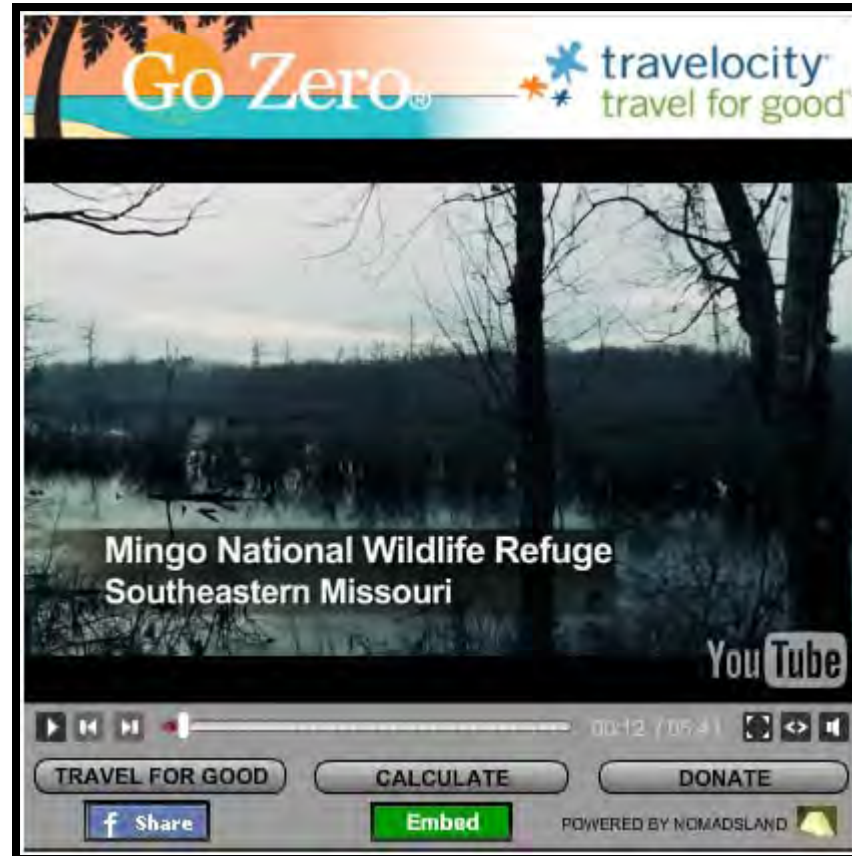 Go Zero®
travelocity
travel for good
Mingo National Wildlife Refuge
Southeastern Missouri
YouTube
00:12 / 05:41
TRAVEL FOR GOOD
CALCULATE
DONATE
f Share
Embed
POWERED BY NOMADSLAND